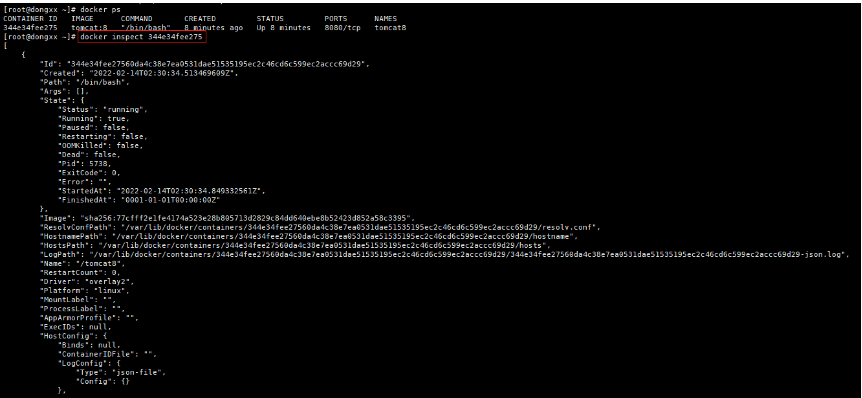 [root@dongxx ~]# docker ps
CONTAINER ID   IMAGE      COMMAND       CREATED         STATUS         PORTS      NAMES
344e34fee275   tomcat:8   "/bin/bash"   8 minutes ago   Up 8 minutes   8080/tcp   tomcat8
[root@dongxx ~]# docker inspect 344e34fee275
[
    {
        "Id": "344e34fee27560da4c38e7ea0531dae51535195ec2c46cd6c599ec2accc69d29",
        "Created": "2022-02-14T02:30:34.513469609Z",
        "Path": "/bin/bash",
        "Args": [],
        "State": {
            "Status": "running",
            "Running": true,
            "Paused": false,
            "Restarting": false,
            "OOMKilled": false,
            "Dead": false,
            "Pid": 5738,
            "ExitCode": 0,
            "Error": "",
            "StartedAt": "2022-02-14T02:30:34.849332561Z",
            "FinishedAt": "0001-01-01T00:00:00Z"
        },
        "Image": "sha256:77cfff2e1fe4174a523e28b805713d2829c84dd640ebe8b52423d852a58c3395",
        "ResolvConfPath": "/var/lib/docker/containers/344e34fee27560da4c38e7ea0531dae51535195ec2c46cd6c599ec2accc69d29/resolv.conf",
        "HostnamePath": "/var/lib/docker/containers/344e34fee27560da4c38e7ea0531dae51535195ec2c46cd6c599ec2accc69d29/hostname",
        "HostsPath": "/var/lib/docker/containers/344e34fee27560da4c38e7ea0531dae51535195ec2c46cd6c599ec2accc69d29/hosts",
        "LogPath": "/var/lib/docker/containers/344e34fee27560da4c38e7ea0531dae51535195ec2c46cd6c599ec2accc69d29/344e34fee27560da4c38e7ea0531dae51535195ec2c46cd6c599ec2accc69d29-json.log",
        "Name": "/tomcat8",
        "RestartCount": 0,
        "Driver": "overlay2",
        "Platform": "linux",
        "MountLabel": "",
        "ProcessLabel": "",
        "AppArmorProfile": "",
        "ExecIDs": null,
        "HostConfig": {
            "Binds": null,
            "ContainerIDFile": "",
            "LogConfig": {
                "Type": "json-file",
                "Config": {}
            },